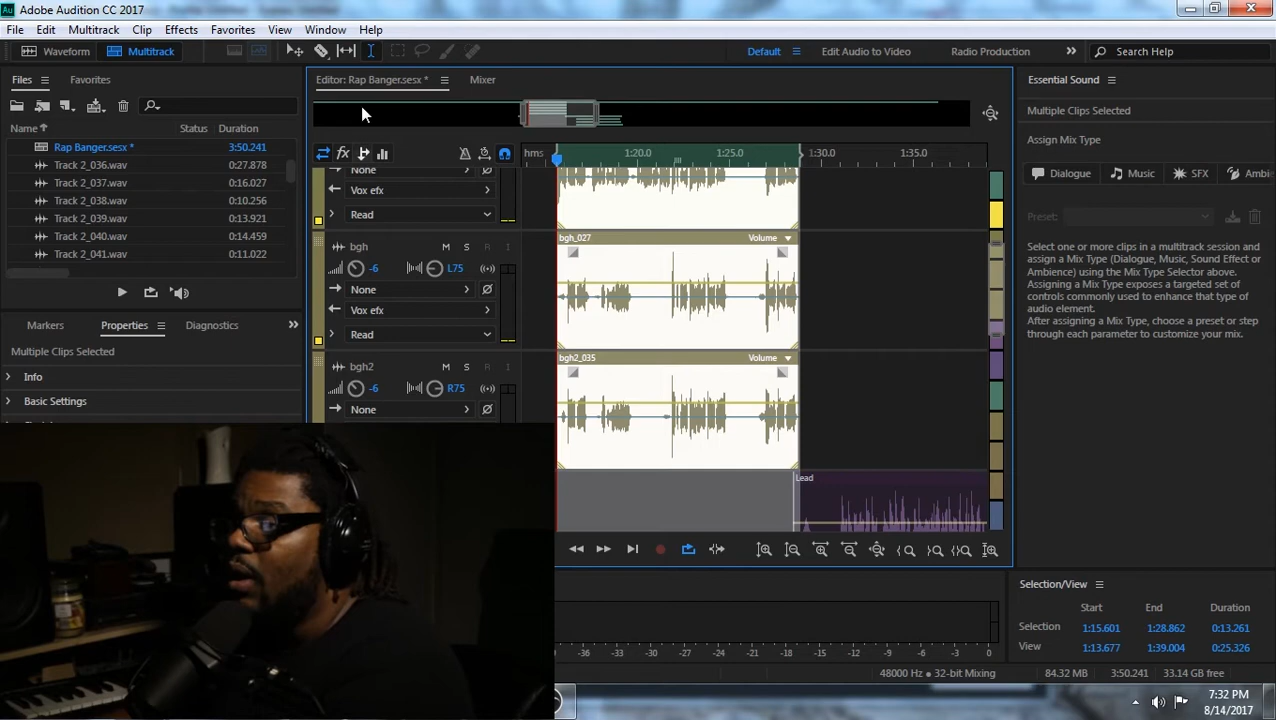 Adobe Audition CC 2017
File Edit Multitrack Clip Effects Favorites View Window Help
Waveform Multitrack Default Edit Audio to Video Radio Production Search Help
Files Favorites
Name Status Duration
Rap Banger.sesx * 3:50.241
Track 2_036.wav 0:27.878
Track 2_037.wav 0:16.027
Track 2_038.wav 0:10.256
Track 2_039.wav 0:13.921
Track 2_040.wav 0:14.459
Track 2_041.wav 0:11.022
Markers Properties Diagnostics
Multiple Clips Selected
Info
Basic Settings
Editor: Rap Banger.sesx * Mixer
fx hms 1:20.0 1:25.0 1:30.0 1:35.0
None
Vox efx
Read
bgh M S R I
-6 L75
None
Vox efx
Read
bgh2 M S R I
-6 R75
None
bgh_027 Volume
bgh2_035 Volume
Lead
-36 -33 -30 -27 -24 -21 -18 -15 -12 -9 -6 -3 0
Essential Sound
Multiple Clips Selected
Assign Mix Type
Dialogue Music SFX Ambi
Preset:
Select one or more clips in a multitrack session and
assign a Mix Type (Dialogue, Music, Sound Effect or
Ambience) using the Mix Type Selector above.
Assigning a Mix Type exposes a targeted set of
controls commonly used to enhance that type of
audio element.
After assigning a Mix Type, choose a preset or step
through each parameter to customize your mix.
Selection/View
Start End Duration
Selection 1:15.601 1:28.862 0:13.261
View 1:13.677 1:39.004 0:25.326
48000 Hz ● 32-bit Mixing 84.32 MB 3:50.241 33.14 GB free
7:32 PM
8/14/2017